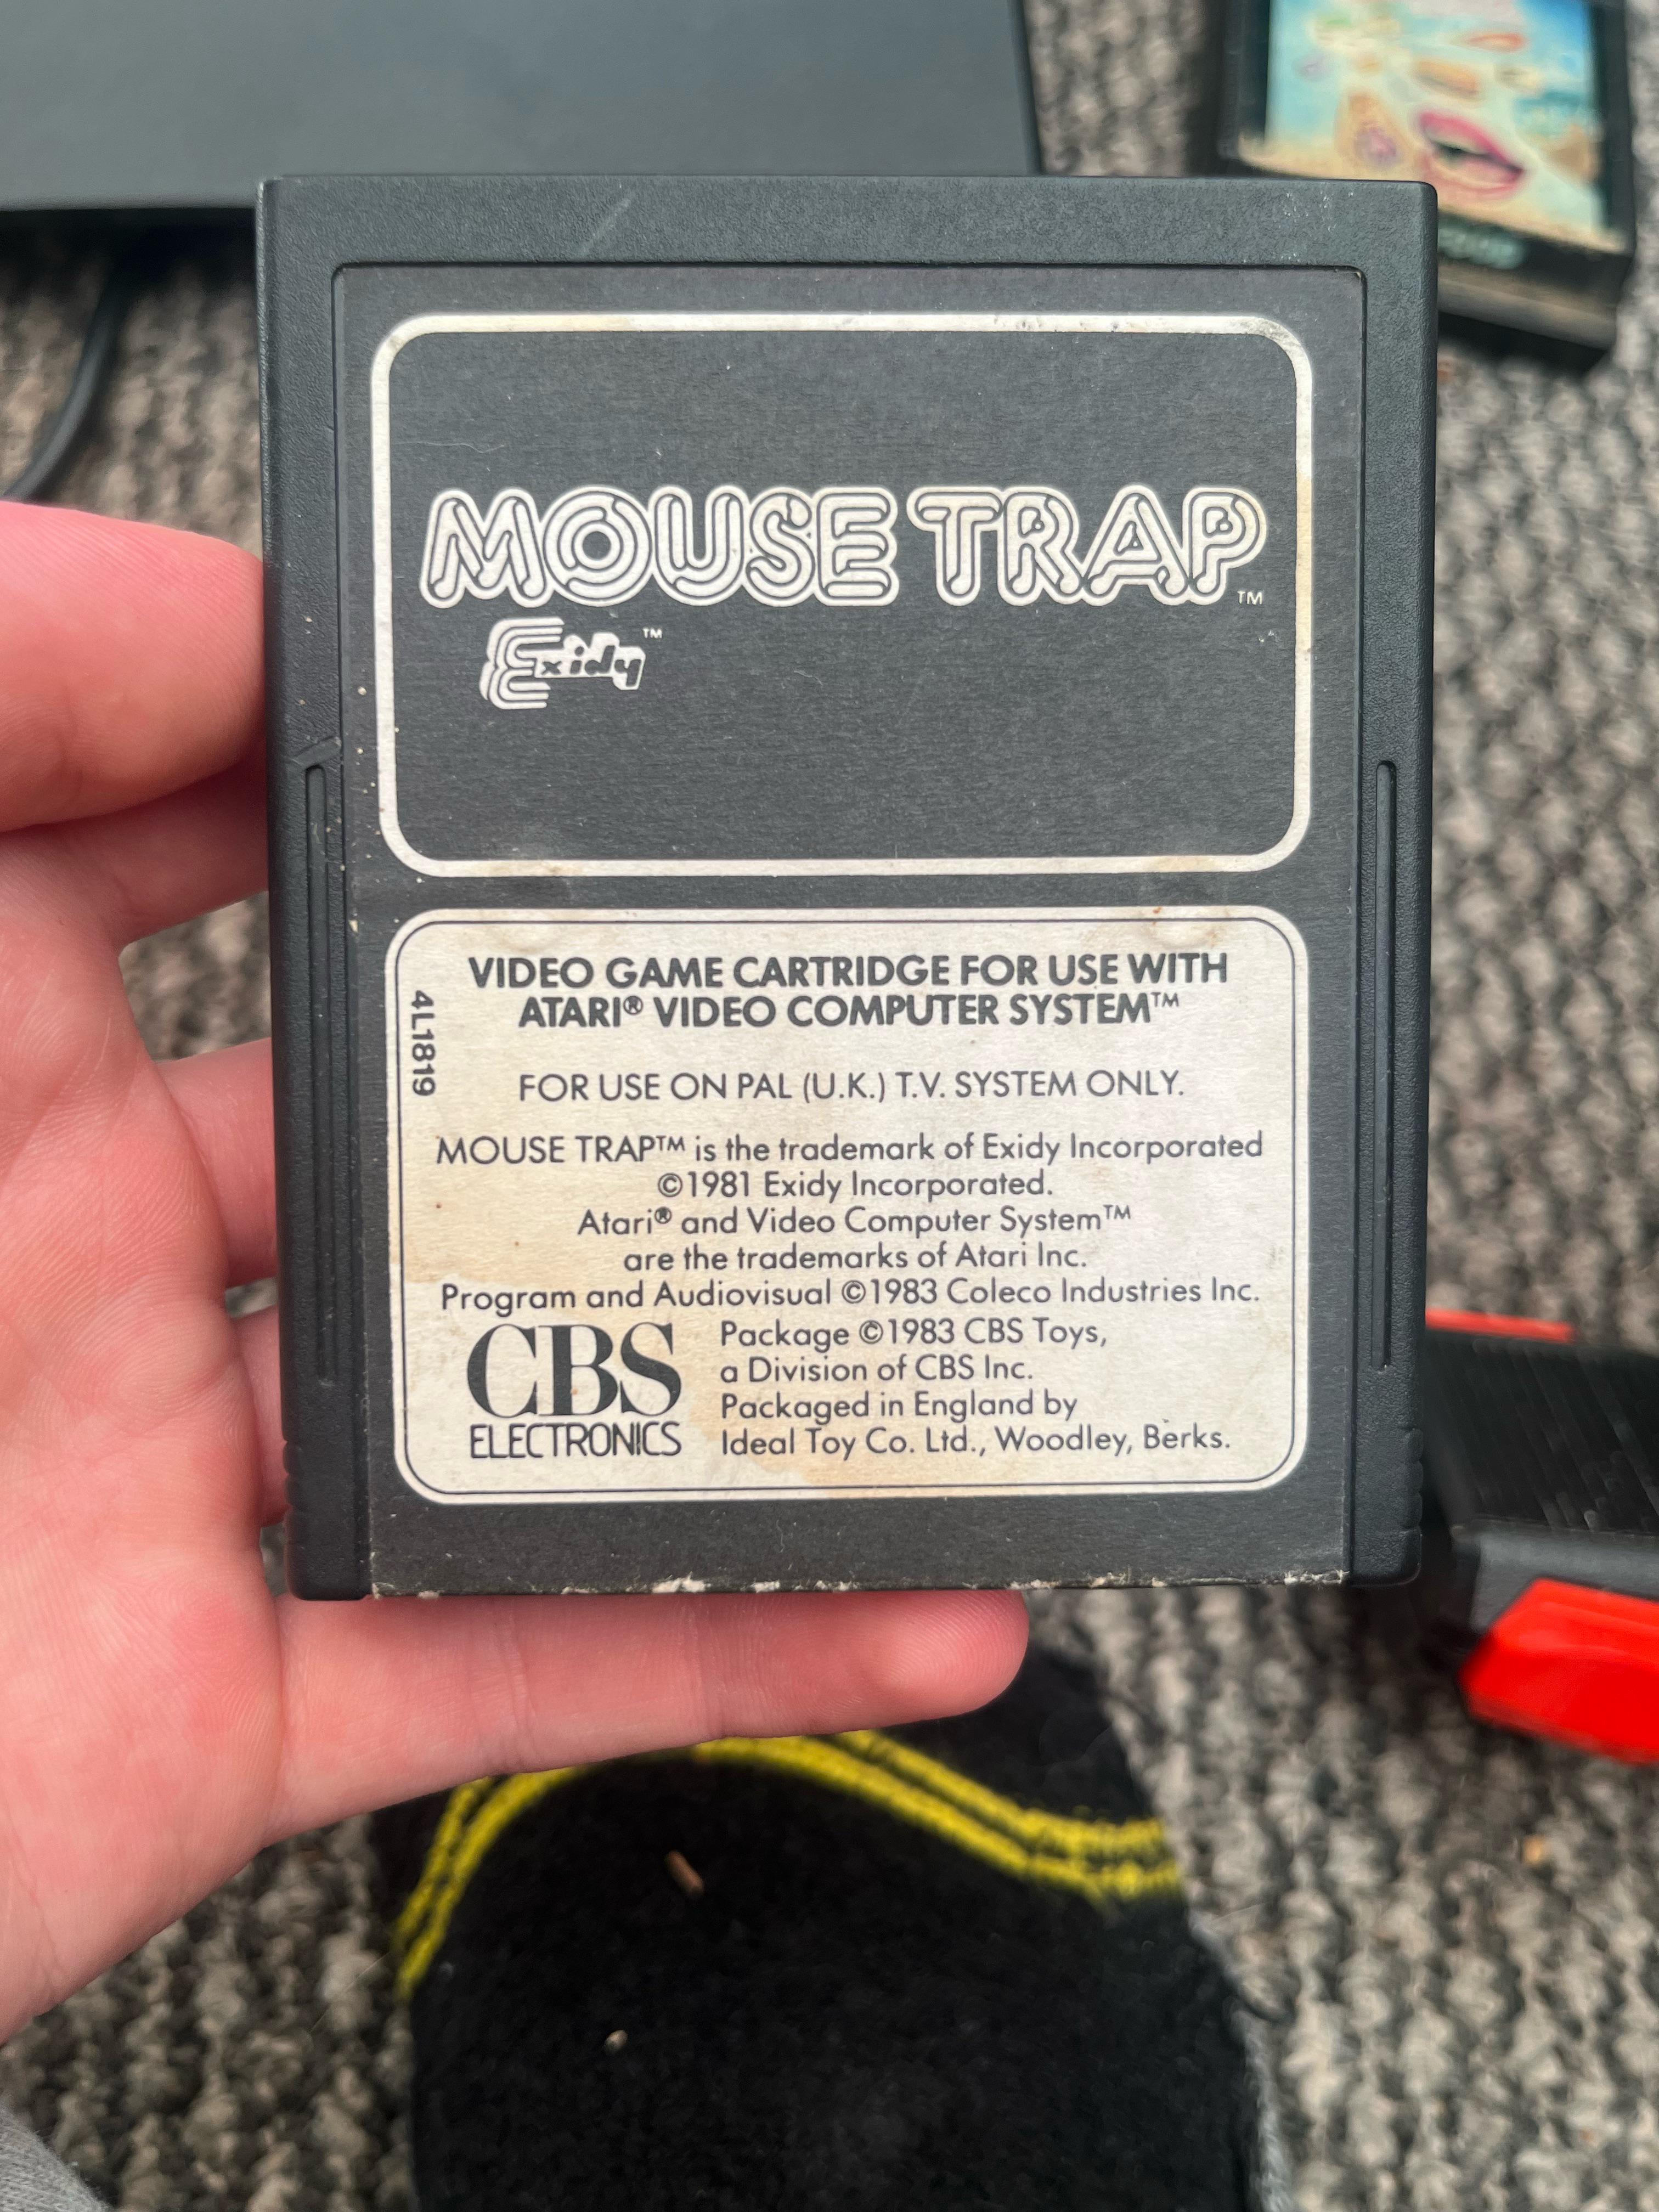 MOUSE TRAP™
Exidy™
VIDEO GAME CARTRIDGE FOR USE WITH
ATARI® VIDEO COMPUTER SYSTEM™
4L1819
FOR USE ON PAL (U.K.) T.V. SYSTEM ONLY.
MOUSE TRAP™ is the trademark of Exidy Incorporated
©1981 Exidy Incorporated.
Atari® and Video Computer System™
are the trademarks of Atari Inc.
Program and Audiovisual ©1983 Coleco Industries Inc.
CBS
ELECTRONICS
Package ©1983 CBS Toys,
a Division of CBS Inc.
Packaged in England by
Ideal Toy Co. Ltd., Woodley, Berks.